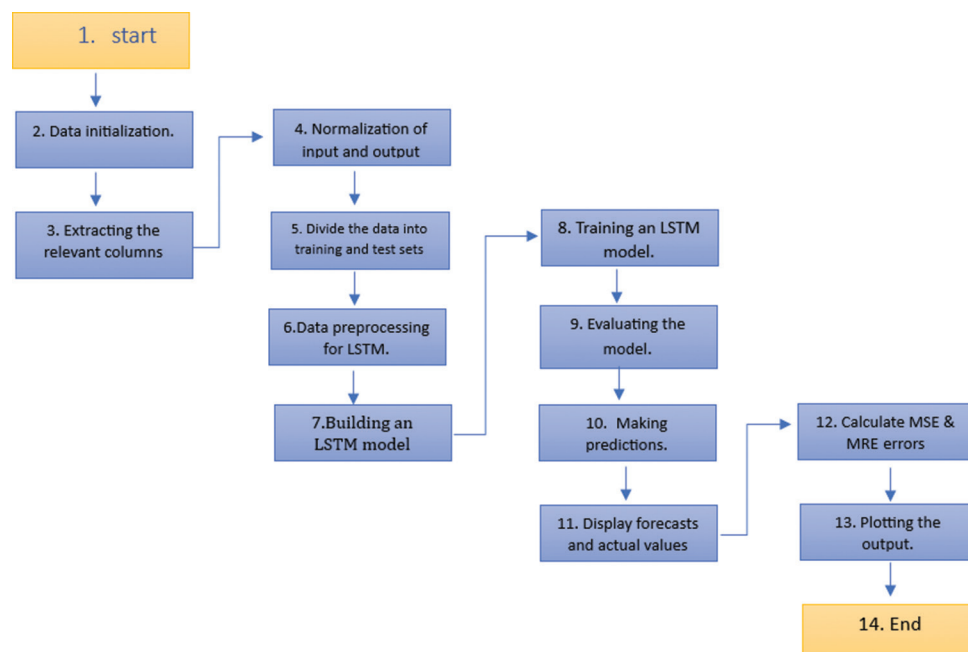 1. start
2. Data initialization.
3. Extracting the
relevant columns
4. Normalization of
input and output
5. Divide the data into
training and test sets
6.Data preprocessing
for LSTM.
7.Building an
LSTM model
8. Training an LSTM
model.
9. Evaluating the
model.
10. Making
predictions.
11. Display forecasts
and actual values
12. Calculate MSE &
MRE errors
13. Plotting the
output.
14. End